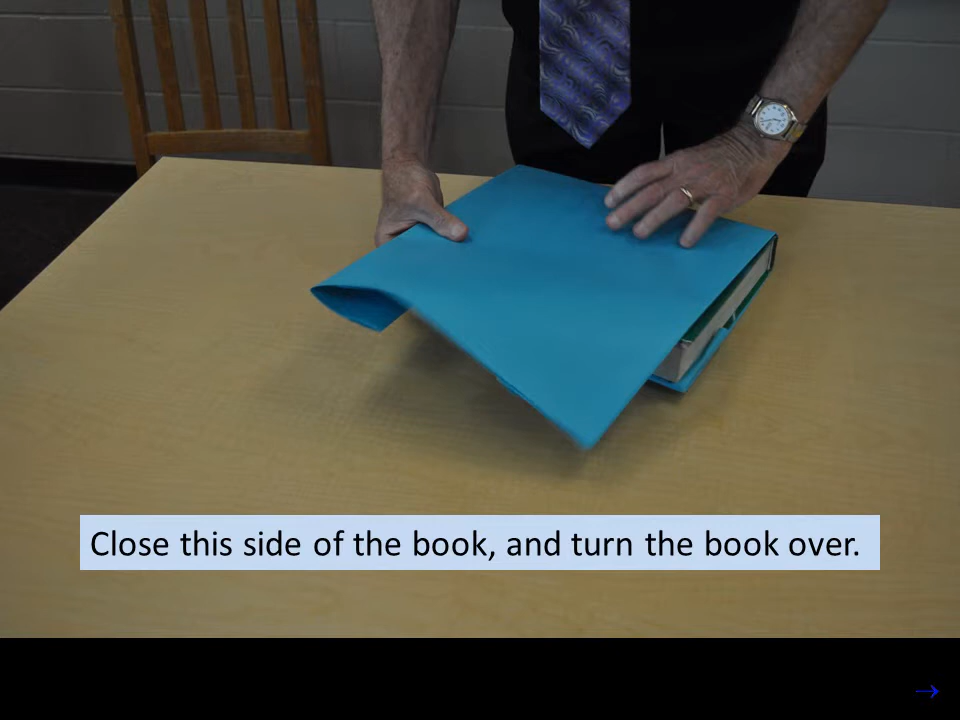 Close this side of the book, and turn the book over.
→